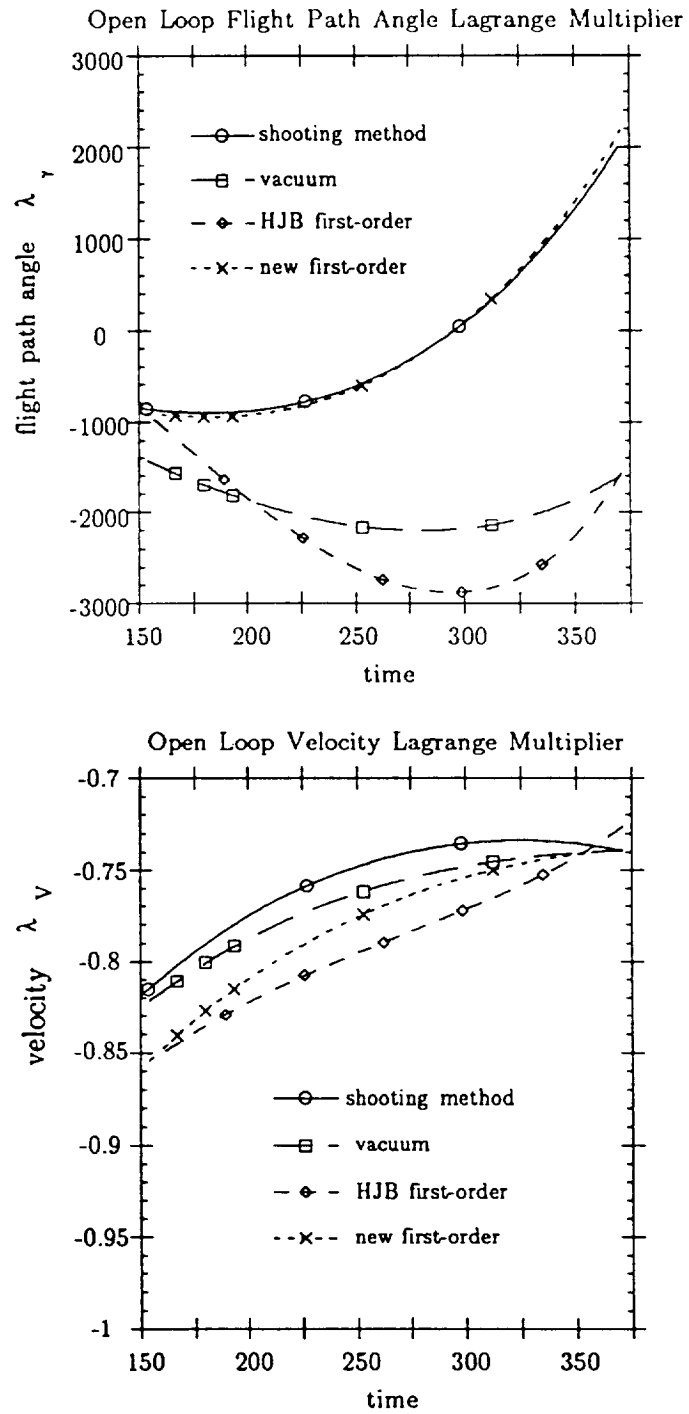 Open Loop Flight Path Angle Lagrange Multiplier
3000
2000
1000
0
-1000
-2000
-3000
flight path angle λ γ
shooting method
vacuum
HJB first-order
new first-order
150 200 250 300 350
time
Open Loop Velocity Lagrange Multiplier
-0.7
-0.75
-0.8
-0.85
-0.9
-0.95
-1
velocity λ V
shooting method
vacuum
HJB first-order
new first-order
150 200 250 300 350
time